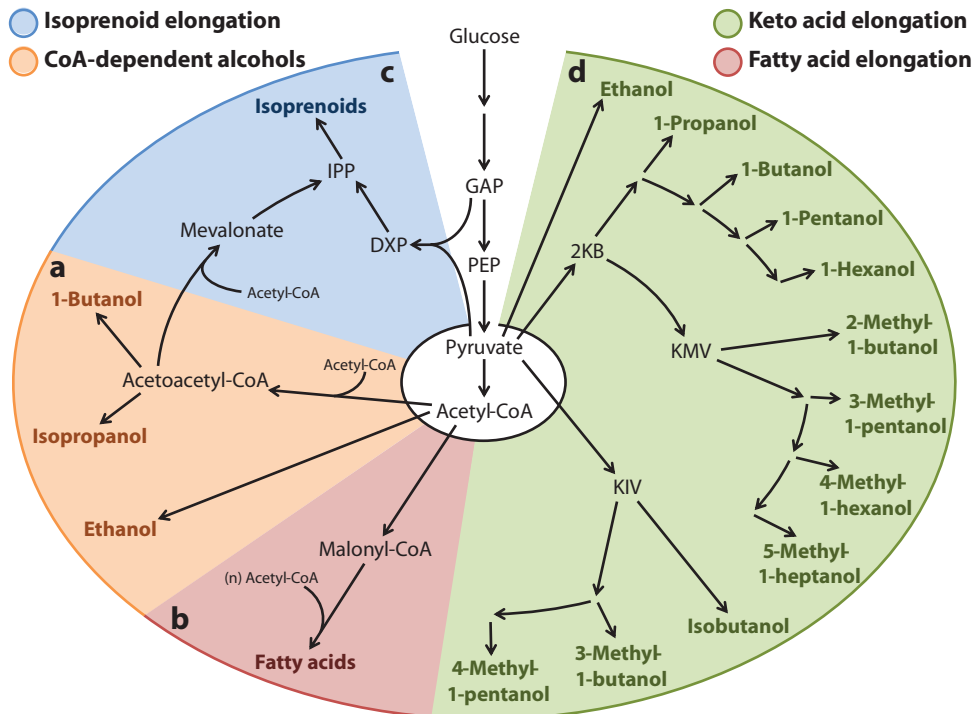 Isoprenoid elongation
CoA-dependent alcohols
Keto acid elongation
Fatty acid elongation
Glucose
GAP
PEP
Pyruvate
Acetyl-CoA
c
Isoprenoids
IPP
DXP
Mevalonate
Acetyl-CoA
a
1-Butanol
Acetoacetyl-CoA
Acetyl-CoA
Isopropanol
Ethanol
b
Malonyl-CoA
(n) Acetyl-CoA
Fatty acids
d
Ethanol
1-Propanol
1-Butanol
1-Pentanol
1-Hexanol
2KB
KMV
2-Methyl-
1-butanol
3-Methyl-
1-pentanol
4-Methyl-
1-hexanol
5-Methyl-
1-heptanol
KIV
Isobutanol
3-Methyl-
1-butanol
4-Methyl-
1-pentanol